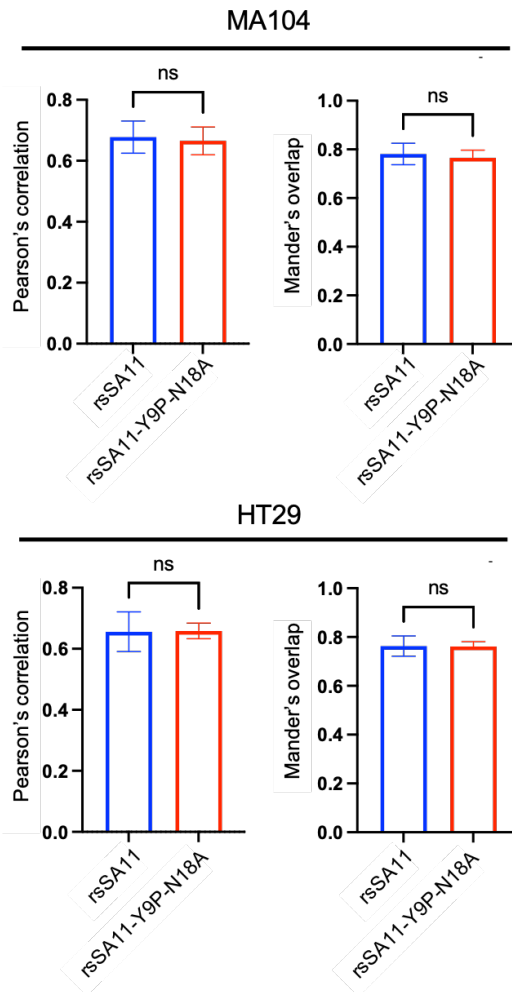 MA104
ns
Pearson's correlation
0.8
0.6
0.4
0.2
0.0
rsSA11
rsSA11-Y9P-N18A
ns
Mander's overlap
1.0
0.8
0.6
0.4
0.2
0.0
rsSA11
rsSA11-Y9P-N18A
HT29
ns
Pearson's correlation
0.8
0.6
0.4
0.2
0.0
rsSA11
rsSA11-Y9P-N18A
ns
Mander's overlap
1.0
0.8
0.6
0.4
0.2
0.0
rsSA11
rsSA11-Y9P-N18A